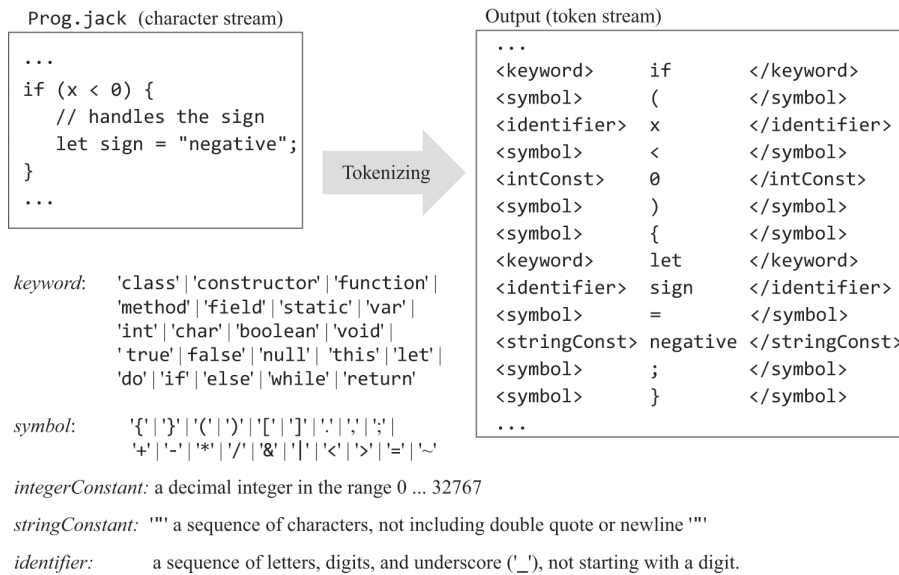 Prog.jack (character stream)
...
if (x < 0) {
// handles the sign
let sign = "negative";
}
...
Tokenizing
Output (token stream)
...
<keyword> if </keyword>
<symbol> ( </symbol>
<identifier> x </identifier>
<symbol> < </symbol>
<intConst> 0 </intConst>
<symbol> ) </symbol>
<symbol> { </symbol>
<keyword> let </keyword>
<identifier> sign </identifier>
<symbol> = </symbol>
<stringConst> negative </stringConst>
<symbol> ; </symbol>
<symbol> } </symbol>
...
keyword: 'class' | 'constructor' | 'function' |
'method' | 'field' | 'static' | 'var' |
'int' | 'char' | 'boolean' | 'void' |
'true' | false' | 'null' | 'this' | 'let' |
'do' | 'if' | 'else' | 'while' | 'return'
symbol: '{' | '}' | '(' | ')' | '[' | ']' | '.' | ',' | ';' |
'+' | '-' | '*' | '/' | '&' | '|' | '<' | '>' | '=' | '~'
integerConstant: a decimal integer in the range 0 ... 32767
stringConstant: '"' a sequence of characters, not including double quote or newline '"'
identifier: a sequence of letters, digits, and underscore ('_'), not starting with a digit.